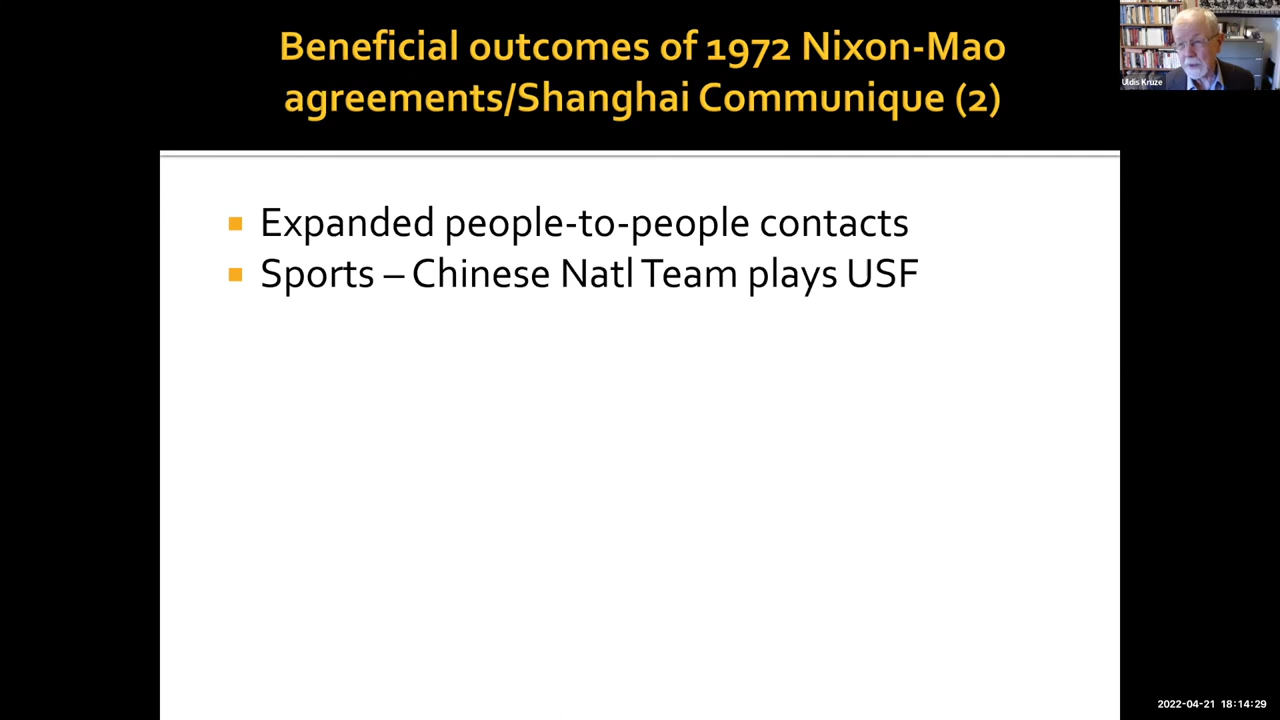 Beneficial outcomes of 1972 Nixon-Mao
agreements/Shanghai Communique (2)
Uldis Kruze
Expanded people-to-people contacts
Sports – Chinese Natl Team plays USF
2022-04-21 18:14:29